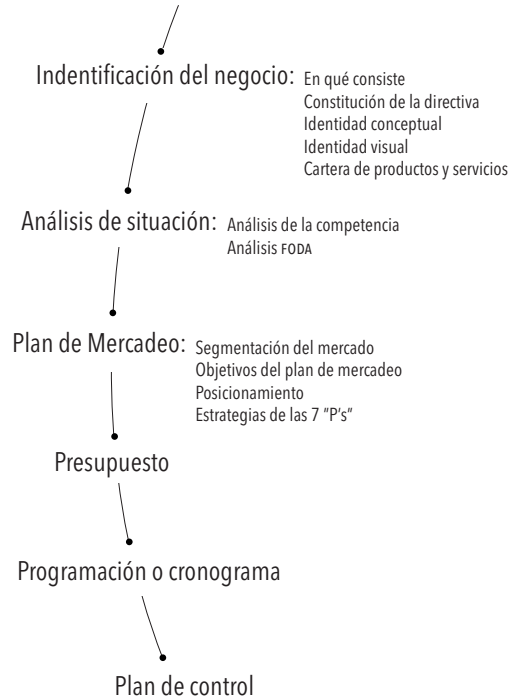 Indentificación del negocio: En qué consiste
Constitución de la directiva
Identidad conceptual
Identidad visual
Cartera de productos y servicios
Análisis de situación: Análisis de la competencia
Análisis FODA
Plan de Mercadeo: Segmentación del mercado
Objetivos del plan de mercadeo
Posicionamiento
Estrategias de las 7 "P's"
Presupuesto
Programación o cronograma
Plan de control